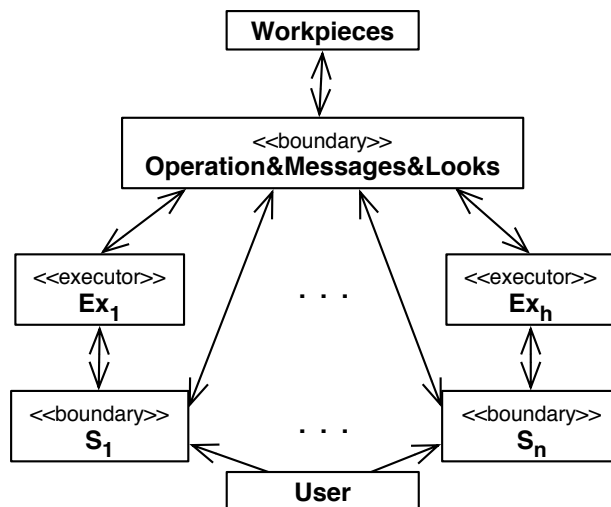 Workpieces
<<boundary>>
Operation&Messages&Looks
<<executor>>
Ex1
. . .
<<executor>>
Exh
<<boundary>>
S1
. . .
<<boundary>>
Sn
User